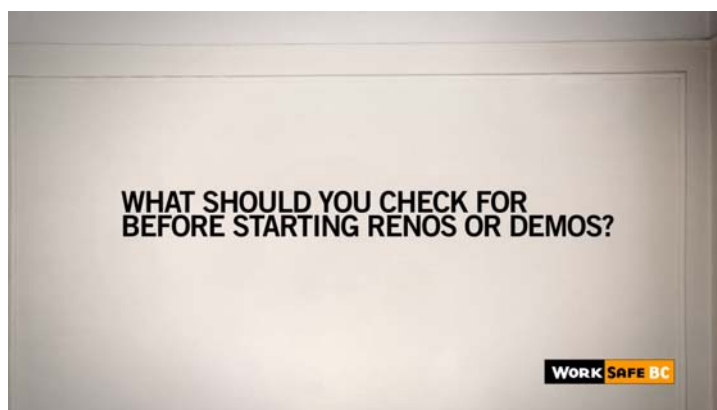 WHAT SHOULD YOU CHECK FOR
BEFORE STARTING RENOS OR DEMOS?
WORK SAFE BC